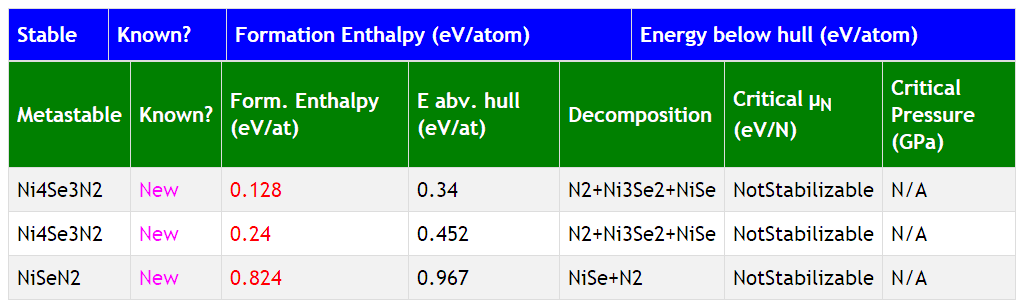 Stable Known? Formation Enthalpy (eV/atom) Energy below hull (eV/atom)
Metastable Known? Form. Enthalpy (eV/at) E abv. hull (eV/at) Decomposition Critical μN (eV/N) Critical Pressure (GPa)
Ni4Se3N2 New 0.128 0.34 N2+Ni3Se2+NiSe NotStabilizable N/A
Ni4Se3N2 New 0.24 0.452 N2+Ni3Se2+NiSe NotStabilizable N/A
NiSeN2 New 0.824 0.967 NiSe+N2 NotStabilizable N/A